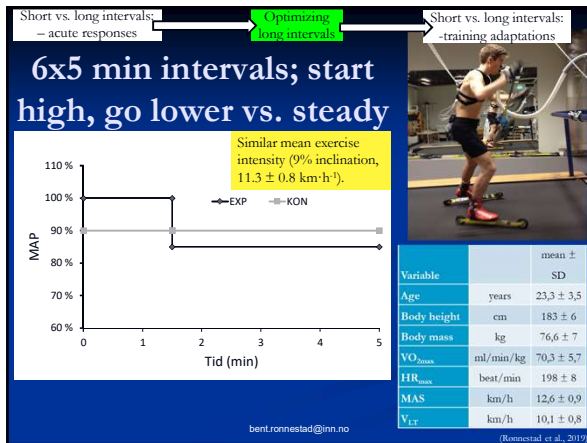 Short vs. long intervals:
– acute responses
Optimizing
long intervals
Short vs. long intervals:
-training adaptations
6x5 min intervals; start
high, go lower vs. steady
Similar mean exercise
intensity (9% inclination,
11.3 ± 0.8 km·h-1).
110 %
100 %
90 %
80 %
70 %
60 %
MAP
EXP
KON
0
1
2
3
4
5
Tid (min)
Variable mean ± SD
Age years 23,3 ± 3,5
Body height cm 183 ± 6
Body mass kg 76,6 ± 7
VO2max ml/min/kg 70,3 ± 5,7
HRmax beat/min 198 ± 8
MAS km/h 12,6 ± 0,9
VLT km/h 10,1 ± 0,8
bent.ronnestad@inn.no
(Ronnestad et al., 2019